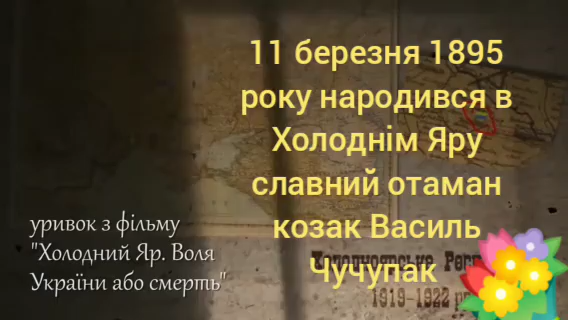 11 березня 1895
року народився в
Холоднім Яру
славний отаман
козак Василь
Чучупак
уривок з фільму
"Холодний Яр. Воля
України або смерть"
1919-1922